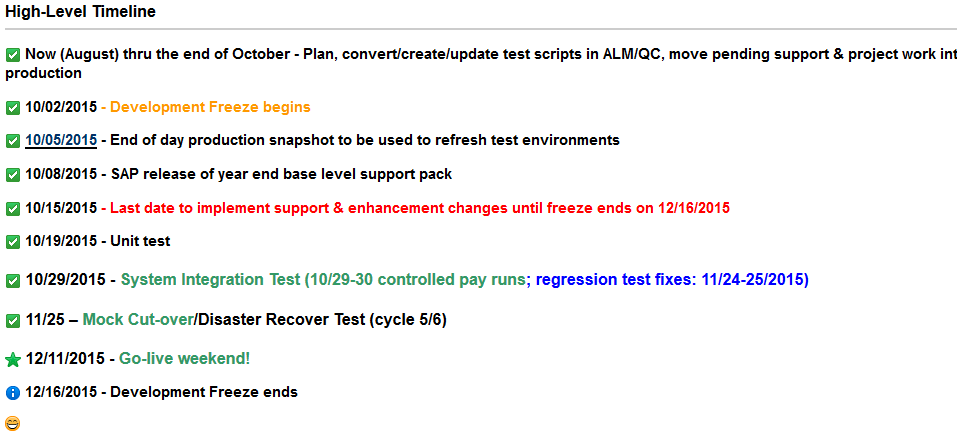 High-Level Timeline
Now (August) thru the end of October - Plan, convert/create/update test scripts in ALM/QC, move pending support & project work int
production
10/02/2015 - Development Freeze begins
10/05/2015 - End of day production snapshot to be used to refresh test environments
10/08/2015 - SAP release of year end base level support pack
10/15/2015 - Last date to implement support & enhancement changes until freeze ends on 12/16/2015
10/19/2015 - Unit test
10/29/2015 - System Integration Test (10/29-30 controlled pay runs; regression test fixes: 11/24-25/2015)
11/25 – Mock Cut-over/Disaster Recover Test (cycle 5/6)
12/11/2015 - Go-live weekend!
12/16/2015 - Development Freeze ends